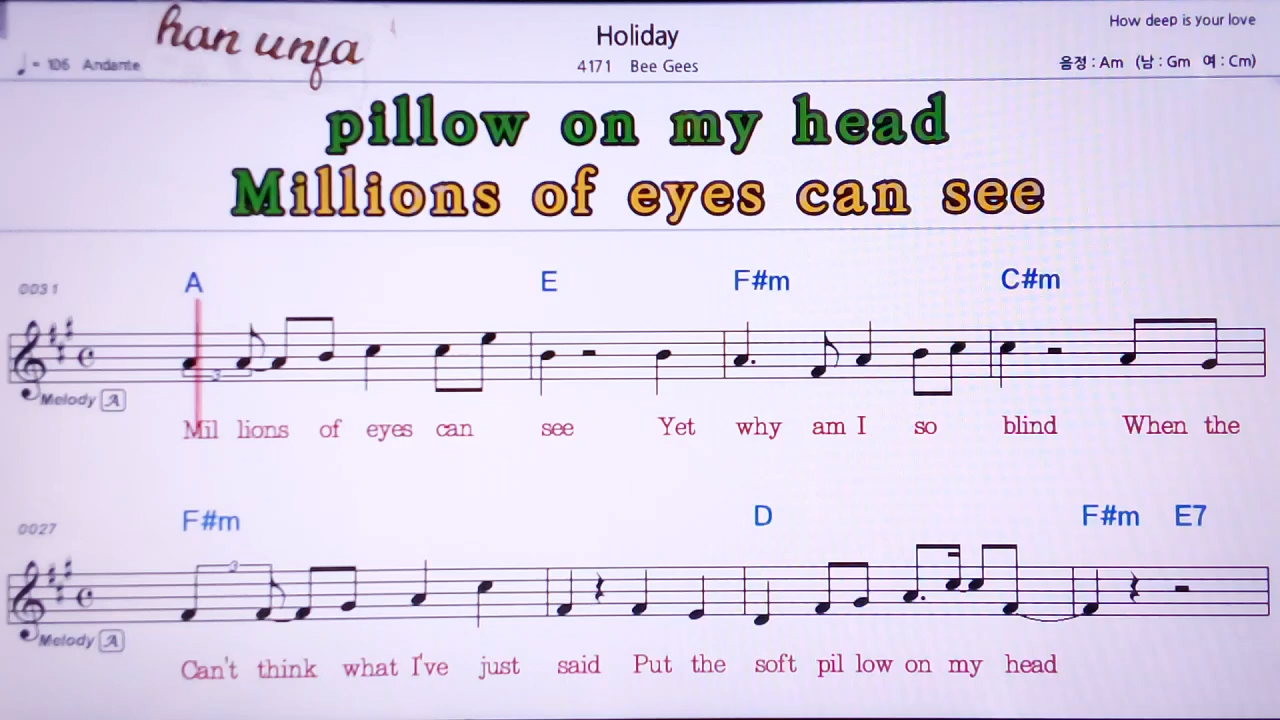 han unja
Holiday
How deep is your love
♩ = 106 Andante
4171 Bee Gees
음정 : Am (남 : Gm 여 : Cm)
pillow on my head
Millions of eyes can see
0031
A E F#m C#m
3
Melody A
Mil lions of eyes can see Yet why am I so blind When the
0027
F#m D F#m E7
3
Melody A
Can't think what I've just said Put the soft pil low on my head